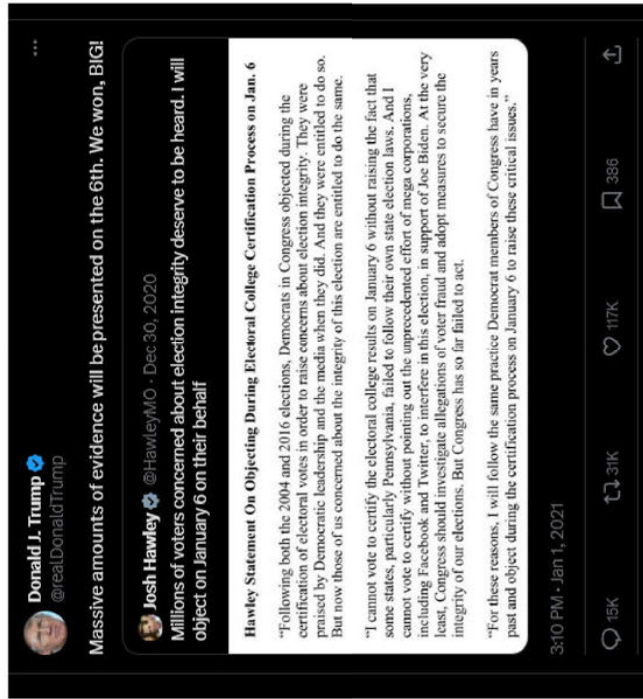 Donald J. Trump
@realDonaldTrump
Massive amounts of evidence will be presented on the 6th. We won, BIG!
Josh Hawley @HawleyMO · Dec 30, 2020
Millions of voters concerned about election integrity deserve to be heard. I will
object on January 6 on their behalf
Hawley Statement On Objecting During Electoral College Certification Process on Jan. 6
“Following both the 2004 and 2016 elections, Democrats in Congress objected during the
certification of electoral votes in order to raise concerns about election integrity. They were
praised by Democratic leadership and the media when they did. And they were entitled to do so.
But now those of us concerned about the integrity of this election are entitled to do the same.
“I cannot vote to certify the electoral college results on January 6 without raising the fact that
some states, particularly Pennsylvania, failed to follow their own state election laws. And I
cannot vote to certify without pointing out the unprecedented effort of mega corporations,
including Facebook and Twitter, to interfere in this election, in support of Joe Biden. At the very
least, Congress should investigate allegations of voter fraud and adopt measures to secure the
integrity of our elections. But Congress has so far failed to act.
“For these reasons, I will follow the same practice Democrat members of Congress have in years
past and object during the certification process on January 6 to raise these critical issues.”
3:10 PM · Jan 1, 2021
15K 31K 117K 386